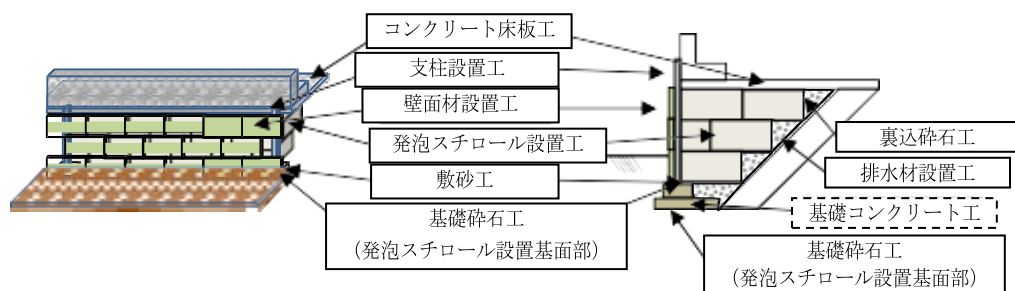 コンクリート床板工
支柱設置工
壁面材設置工
発泡スチロール設置工
裏込砕石工
敷砂工
排水材設置工
基礎砕石工
（発泡スチロール設置基面部）
基礎コンクリート工
基礎砕石工
（発泡スチロール設置基面部）